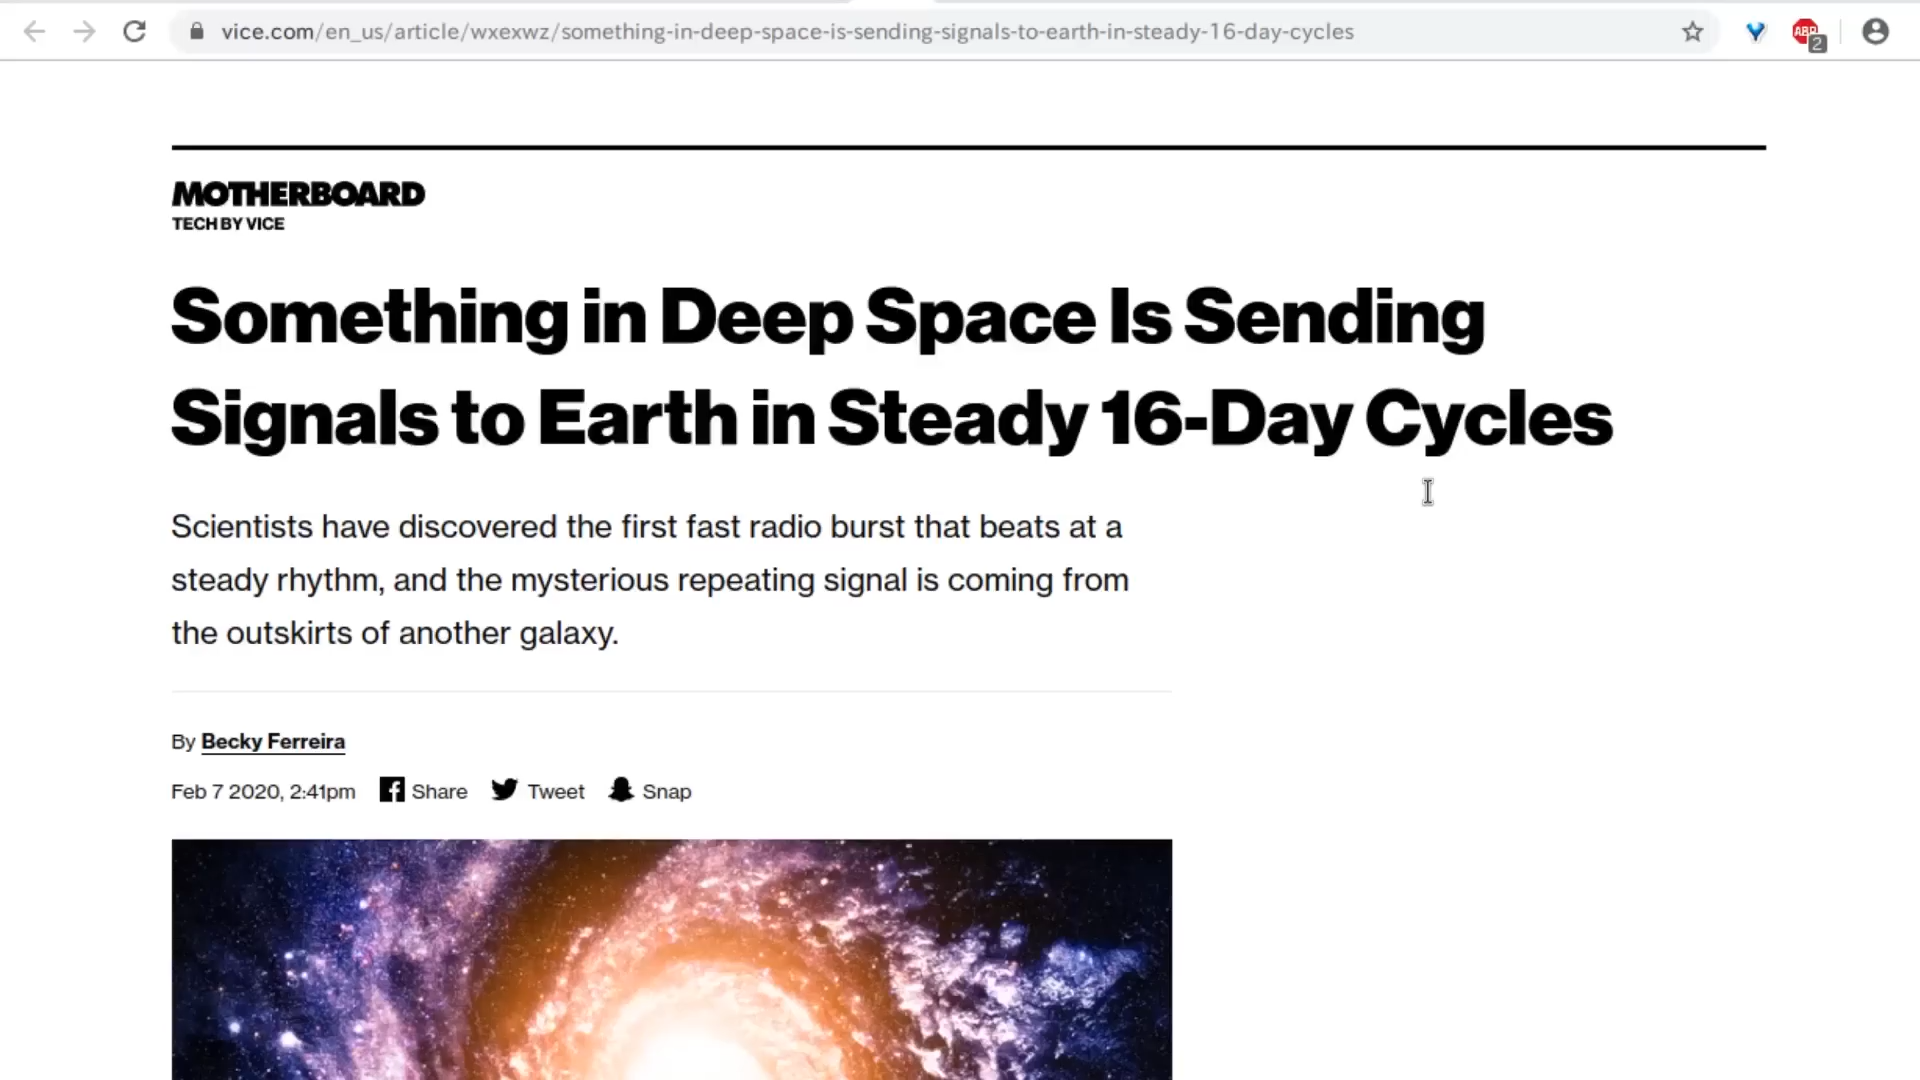 vice.com/en_us/article/wxexwz/something-in-deep-space-is-sending-signals-to-earth-in-steady-16-day-cycles
ABP
2
MOTHERBOARD
TECH BY VICE
Something in Deep Space Is Sending
Signals to Earth in Steady 16-Day Cycles
Scientists have discovered the first fast radio burst that beats at a
steady rhythm, and the mysterious repeating signal is coming from
the outskirts of another galaxy.
By Becky Ferreira
Feb 7 2020, 2:41pm Share Tweet Snap